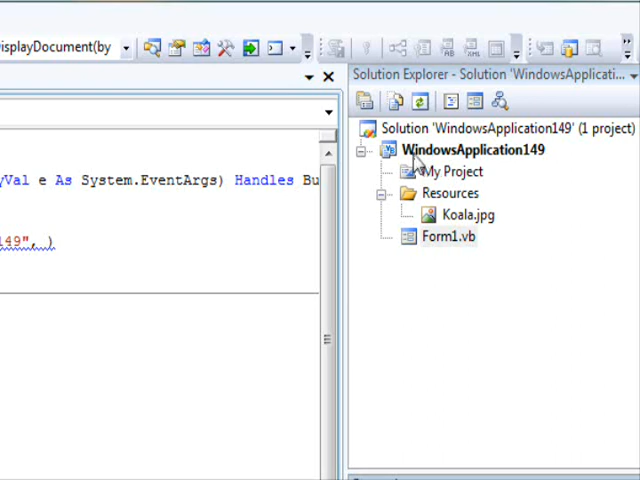 isplayDocument(by
Solution Explorer - Solution 'WindowsApplicati...
Solution 'WindowsApplication149' (1 project)
WindowsApplication149
My Project
yVal e As System.EventArgs) Handles Bu
Resources
Koala.jpg
Form1.vb
149", )